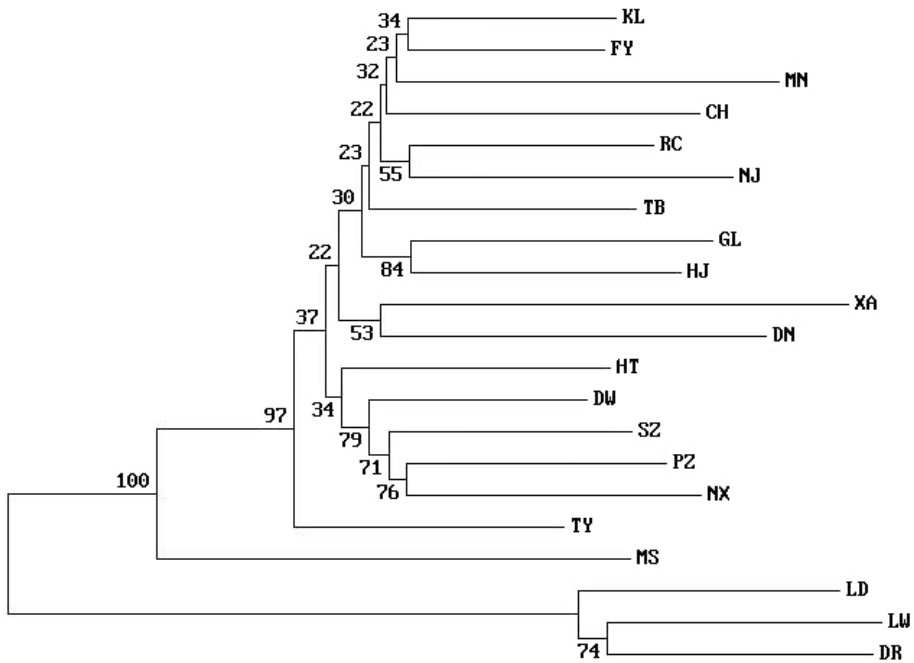 34 KL
23 FY
32 MN
22 CH
23 RC
55 NJ
30 TB
22 GL
84 HJ
37 XA
53 DN
97 HT
34 DW
79 SZ
71 PZ
76 NX
100 TY
MS
LD
LW
74 DR